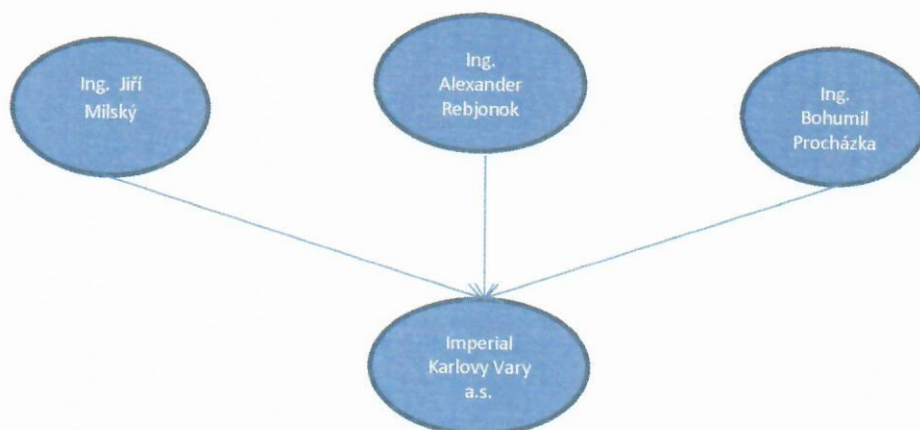 Ing. Jiří
Milský
Ing.
Alexander
Rebjonok
Ing.
Bohumil
Procházka
Imperial
Karlovy Vary
a.s.